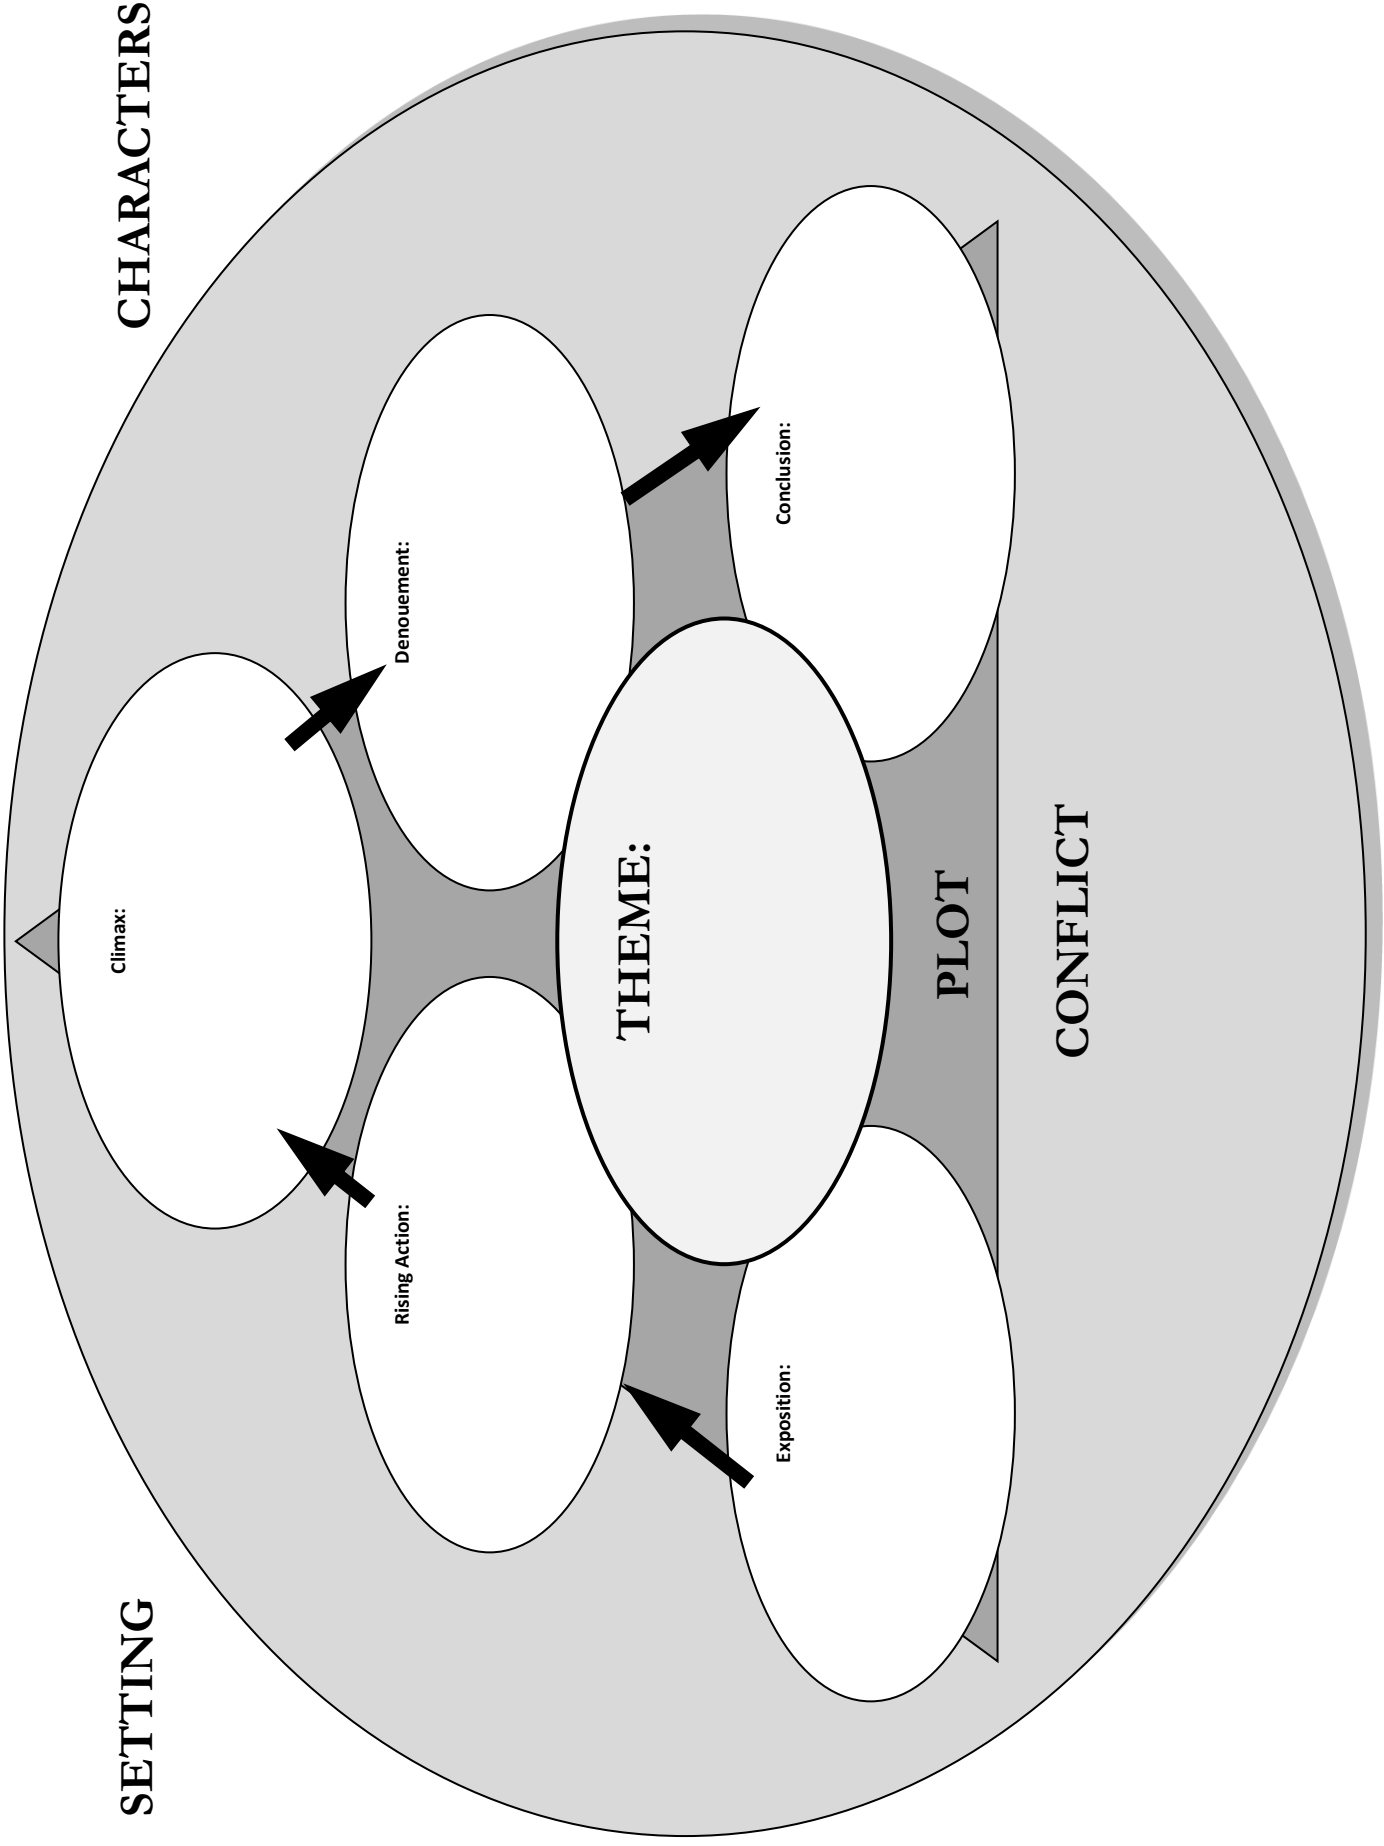 SETTING
CHARACTERS
Climax:
Rising Action:
Denouement:
THEME:
Exposition:
Conclusion:
PLOT
CONFLICT